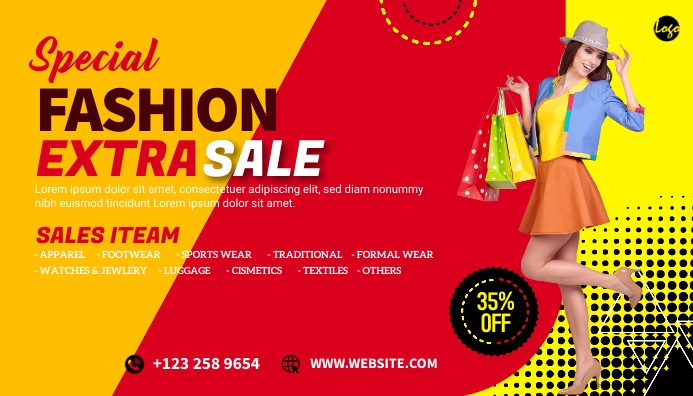 Logo
Special
FASHION
EXTRA SALE
Lorem ipsum dolor sit amet, consectetuer adipiscing elit, sed diam nonummy
nibh euismod tincidunt Lorem ipsum dolor sit amet.
SALES ITEAM
- APPAREL - FOOTWEAR - SPORTS WEAR - TRADITIONAL - FORMAL WEAR
- WATCHES & JEWLERY - LUGGAGE - CISMETICS - TEXTILES - OTHERS
35%
OFF
+123 258 9654 WWW.WEBSITE.COM